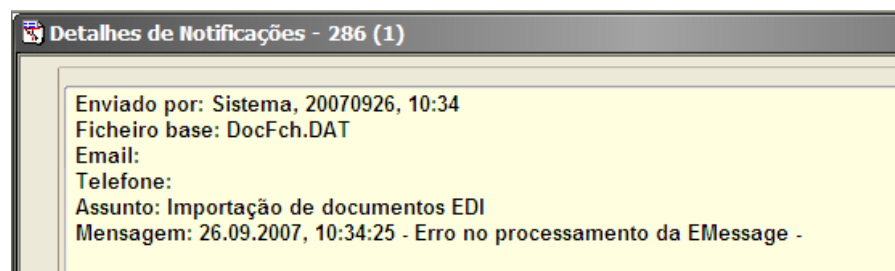 Detalhes de Notificações - 286 (1)
Enviado por: Sistema, 20070926, 10:34
Ficheiro base: DocFch.DAT
Email:
Telefone:
Assunto: Importação de documentos EDI
Mensagem: 26.09.2007, 10:34:25 - Erro no processamento da EMessage -